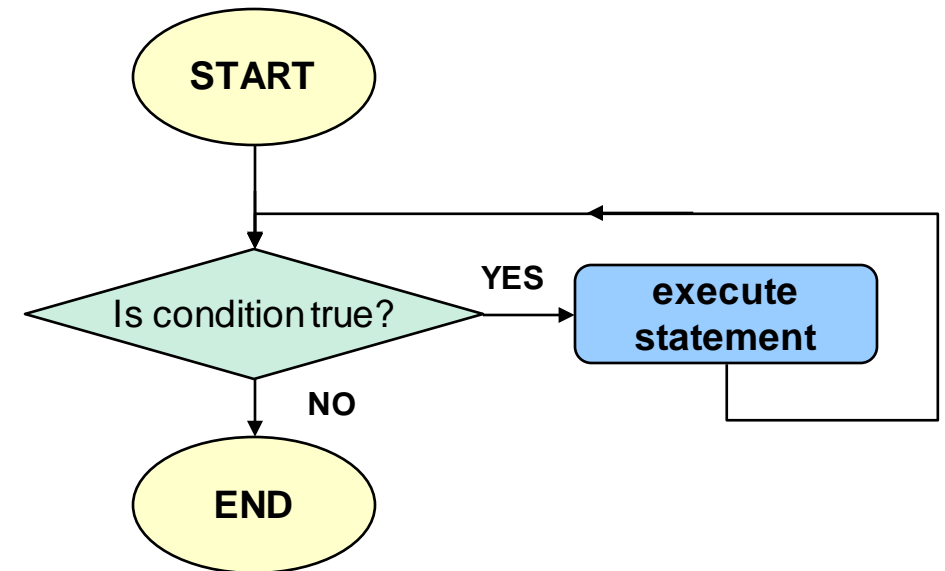 START
YES
Is condition true?
execute
statement
NO
END